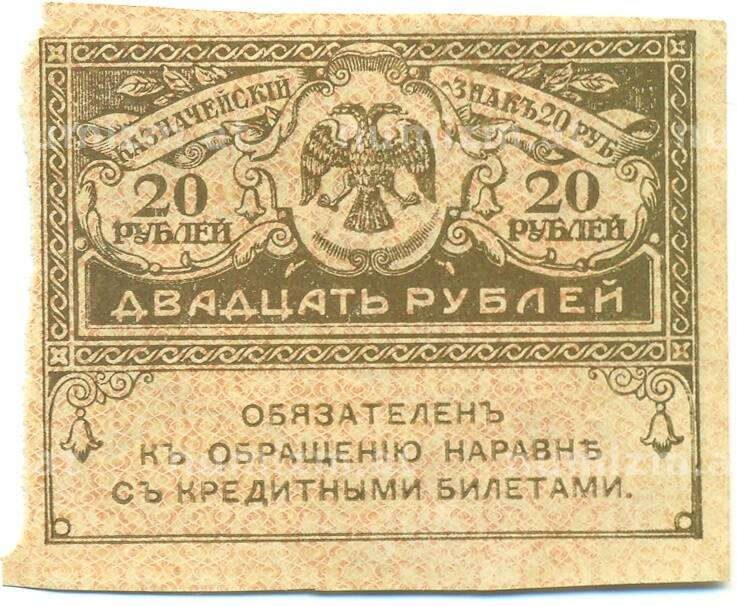 КАЗНАЧЕЙСКІЙ
ЗНАКЪ 20 РУБ.
20
РУБЛЕЙ
20
РУБЛЕЙ
ДВАДЦАТЬ РУБЛЕЙ
ОБЯЗАТЕЛЕНЪ
КЪ ОБРАЩЕНІЮ НАРАВНѢ
СЪ КРЕДИТНЫМИ БИЛЕТАМИ.